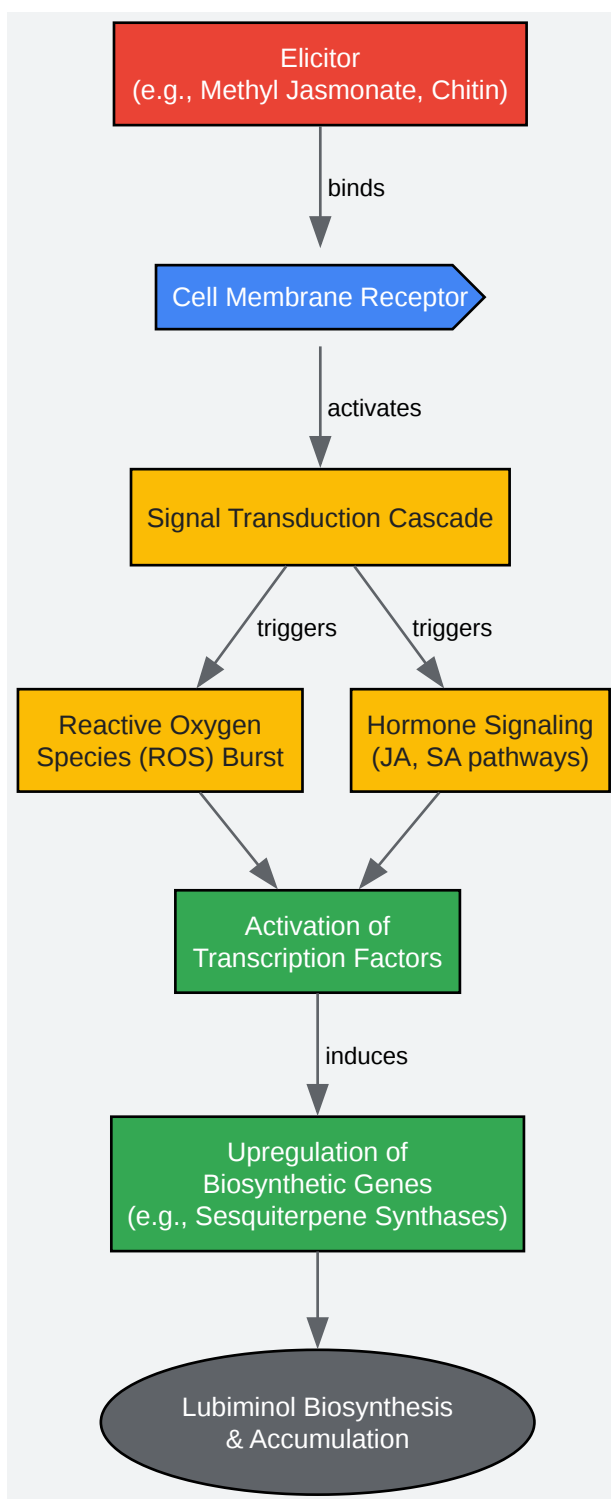 Elicitor
(e.g., Methyl Jasmonate, Chitin)
binds
Cell Membrane Receptor
activates
Signal Transduction Cascade
triggers
triggers
Reactive Oxygen
Species (ROS) Burst
Hormone Signaling
(JA, SA pathways)
Activation of
Transcription Factors
induces
Upregulation of
Biosynthetic Genes
(e.g., Sesquiterpene Synthases)
Lubiminol Biosynthesis
& Accumulation